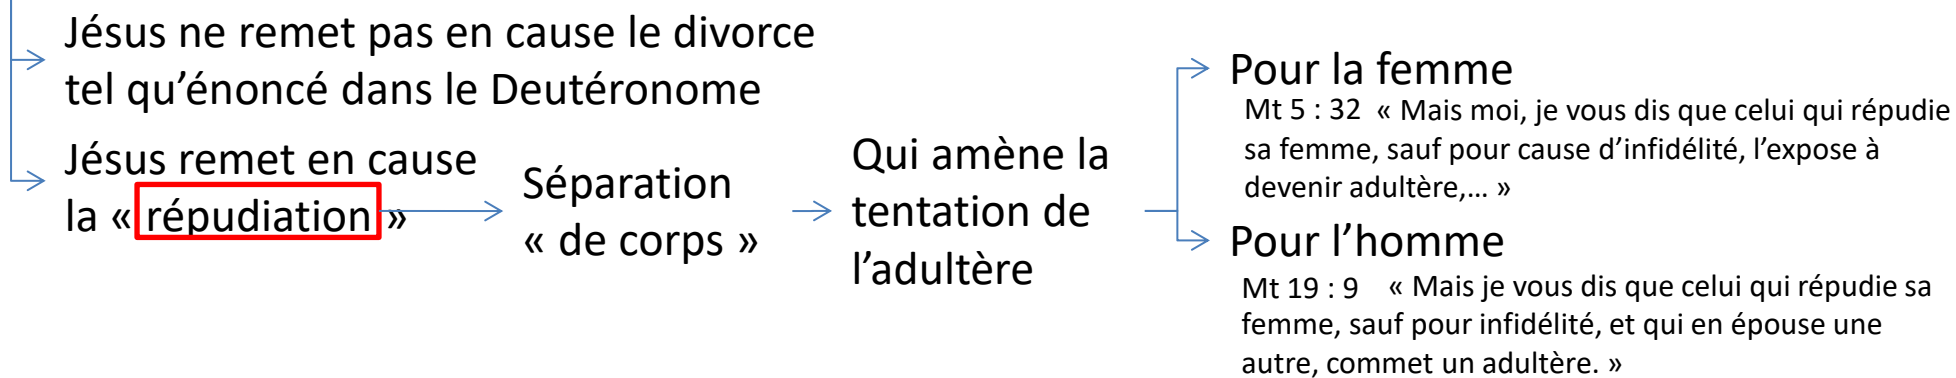 Jésus ne remet pas en cause le divorce
tel qu’énoncé dans le Deutéronome
Jésus remet en cause
la « répudiation »
Séparation
« de corps »
Qui amène la
tentation de
l’adultère
Pour la femme
Mt 5 : 32 « Mais moi, je vous dis que celui qui répudie
sa femme, sauf pour cause d’infidélité, l’expose à
devenir adultère,... »
Pour l’homme
Mt 19 : 9 « Mais je vous dis que celui qui répudie sa
femme, sauf pour infidélité, et qui en épouse une
autre, commet un adultère. »